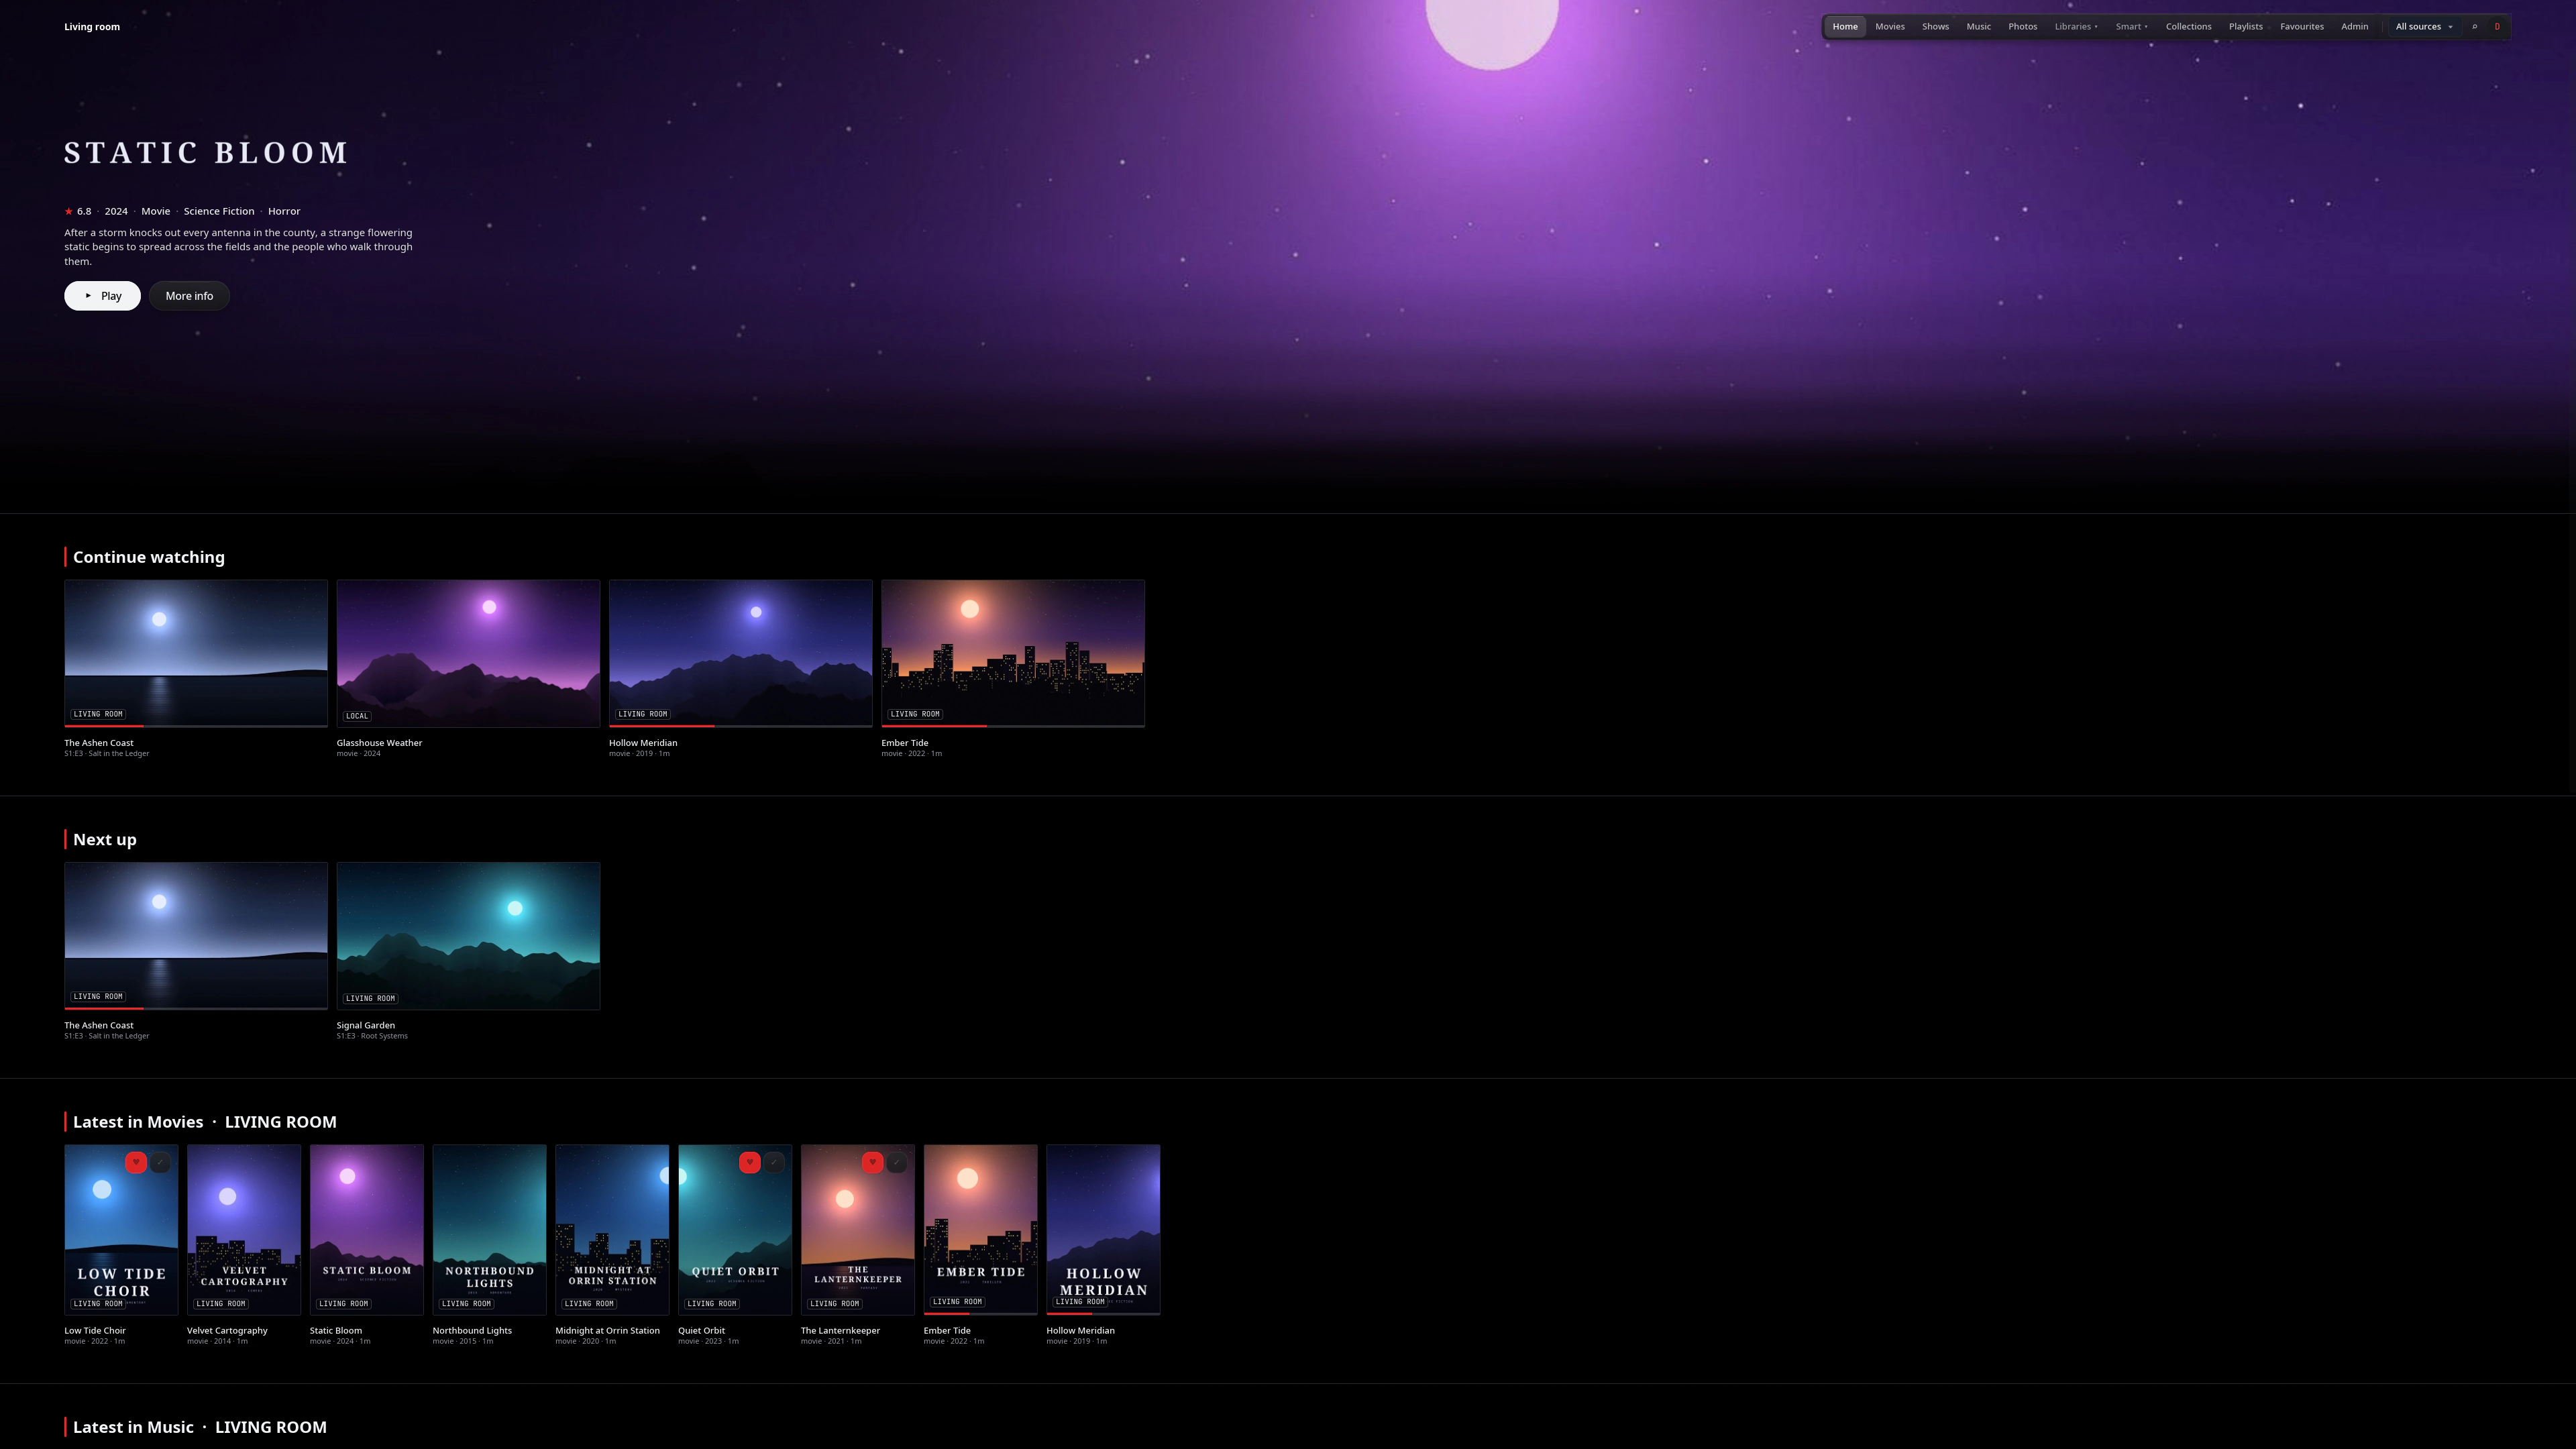 Living room
Home Movies Shows Music Photos Libraries Smart Collections Playlists Favourites Admin All sources
STATIC BLOOM
★ 6.8 · 2024 · Movie · Science Fiction · Horror
After a storm knocks out every antenna in the county, a strange flowering
static begins to spread across the fields and the people who walk through
them.
Play More info
Continue watching
LIVING ROOM LOCAL LIVING ROOM LIVING ROOM
The Ashen Coast Glasshouse Weather Hollow Meridian Ember Tide
S1:E3 · Salt in the Ledger movie · 2024 movie · 2019 · 1m movie · 2022 · 1m
Next up
LIVING ROOM LIVING ROOM
The Ashen Coast Signal Garden
S1:E3 · Salt in the Ledger S1:E3 · Root Systems
Latest in Movies · LIVING ROOM
LOW TIDE
CHOIR
LIVING ROOM
VELVET
CARTOGRAPHY
LIVING ROOM
STATIC BLOOM
LIVING ROOM
NORTHBOUND
LIGHTS
LIVING ROOM
MIDNIGHT AT
ORRIN STATION
LIVING ROOM
QUIET ORBIT
LIVING ROOM
THE
LANTERNKEEPER
LIVING ROOM
EMBER TIDE
LIVING ROOM
HOLLOW
MERIDIAN
LIVING ROOM
Low Tide Choir Velvet Cartography Static Bloom Northbound Lights Midnight at Orrin Station Quiet Orbit The Lanternkeeper Ember Tide Hollow Meridian
movie · 2022 · 1m movie · 2014 · 1m movie · 2024 · 1m movie · 2015 · 1m movie · 2020 · 1m movie · 2023 · 1m movie · 2021 · 1m movie · 2022 · 1m movie · 2019 · 1m
Latest in Music · LIVING ROOM